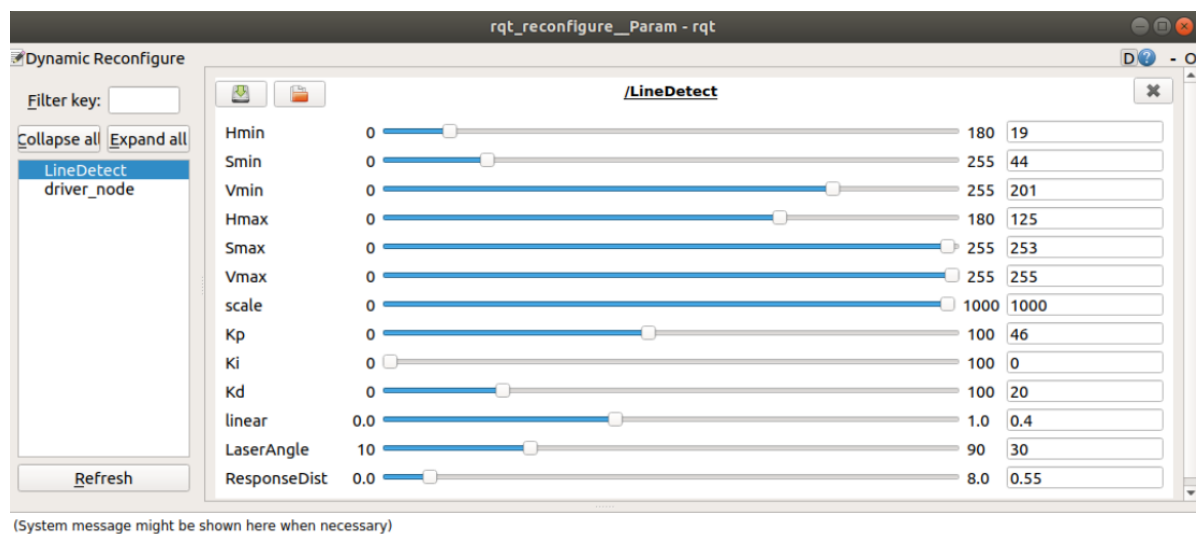 rqt_reconfigure__Param - rqt
Dynamic Reconfigure D? - O
Filter key:
Collapse all Expand all
LineDetect
driver_node
Refresh
/LineDetect
Hmin 0 180 19
Smin 0 255 44
Vmin 0 255 201
Hmax 0 180 125
Smax 0 255 253
Vmax 0 255 255
scale 0 1000 1000
Kp 0 100 46
Ki 0 100 0
Kd 0 100 20
linear 0.0 1.0 0.4
LaserAngle 10 90 30
ResponseDist 0.0 8.0 0.55
(System message might be shown here when necessary)